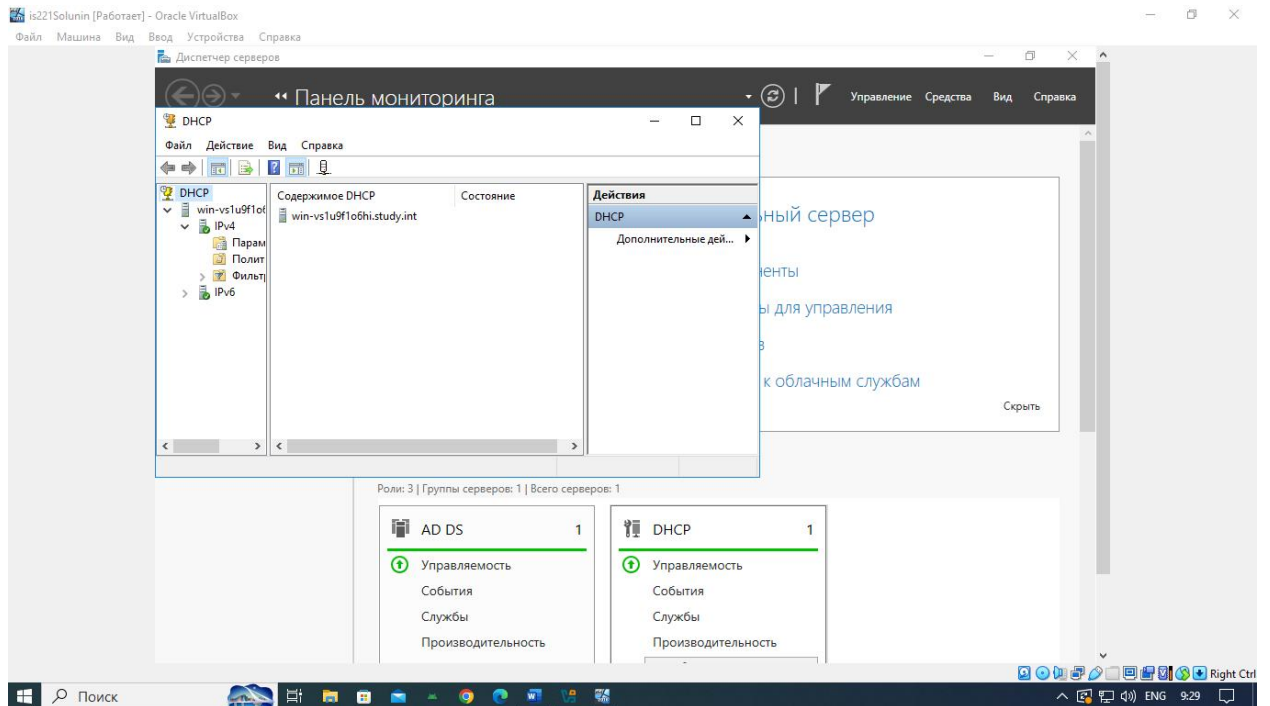 is221Solunin [Работает] - Oracle VirtualBox
Файл Машина Вид Ввод Устройства Справка
Диспетчер серверов
Панель мониторинга
Управление Средства Вид Справка
DHCP
Файл Действие Вид Справка
DHCP
win-vs1u9f1o6
IPv4
Парам
Полит
Фильт
IPv6
Содержимое DHCP Состояние
win-vs1u9f1o6hi.study.int
Действия
DHCP
Дополнительные дей...
ный сервер
енты
ы для управления
в
к облачным службам
Скрыть
Роли: 3 | Группы серверов: 1 | Всего серверов: 1
AD DS 1
Управляемость
События
Службы
Производительность
DHCP 1
Управляемость
События
Службы
Производительность
Right Ctrl
Поиск
ENG 9:29